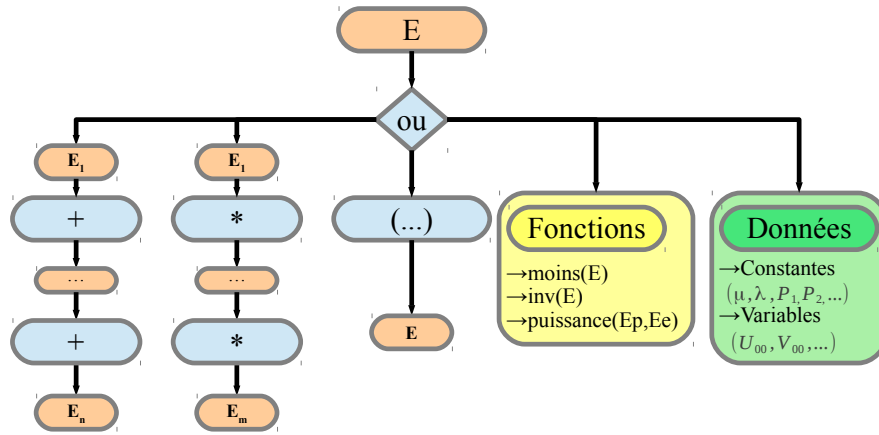 E
ou
E₁
+
...
+
Eₙ
E₁
*
...
*
Eₘ
(...)
E
Fonctions
→moins(E)
→inv(E)
→puissance(Ep,Ee)
Données
→Constantes
(μ,λ,P₁,P₂,...)
→Variables
(U₀₀,V₀₀,...)